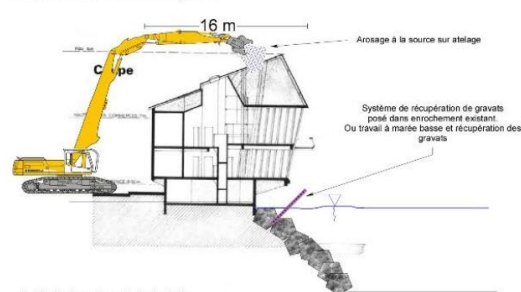 16 m
Arosage à la source sur atelage
Coupe
Système de récupération de gravats
posé dans enrochement existant.
Ou travail à marée basse et récupération des
gravats